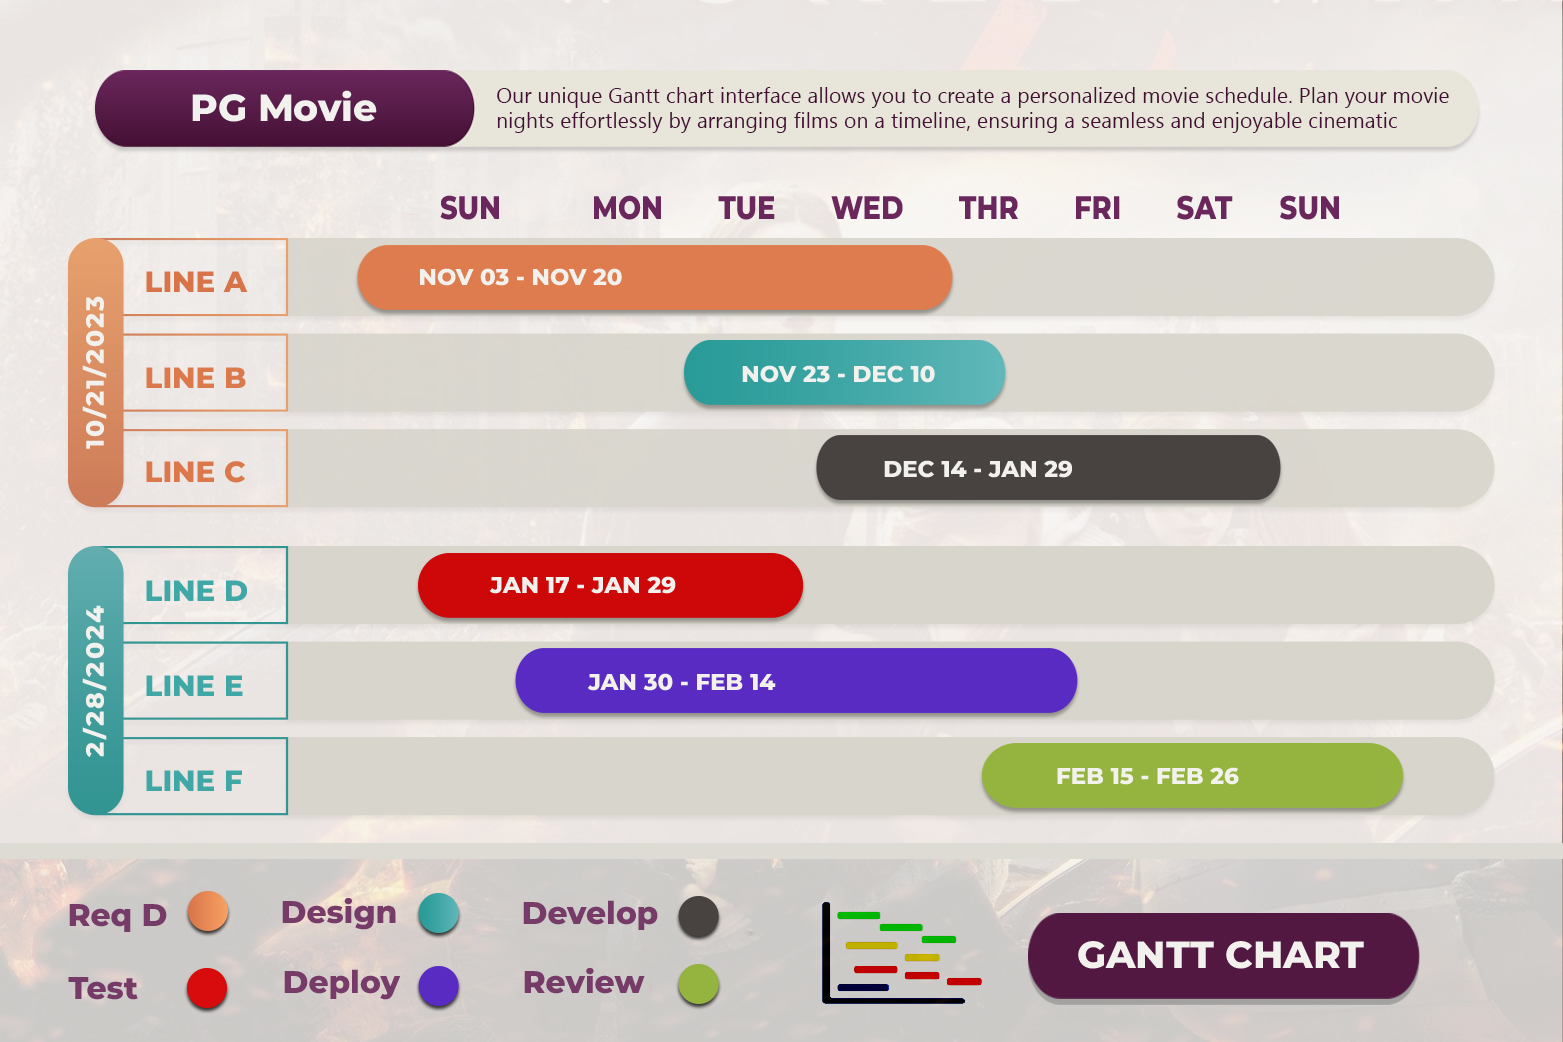 PG Movie
Our unique Gantt chart interface allows you to create a personalized movie schedule. Plan your movie
nights effortlessly by arranging films on a timeline, ensuring a seamless and enjoyable cinematic
SUN MON TUE WED THR FRI SAT SUN
10/21/2023
LINE A NOV 03 - NOV 20
LINE B NOV 23 - DEC 10
LINE C DEC 14 - JAN 29
2/28/2024
LINE D JAN 17 - JAN 29
LINE E JAN 30 - FEB 14
LINE F FEB 15 - FEB 26
Req D Design Develop
Test Deploy Review
GANTT CHART